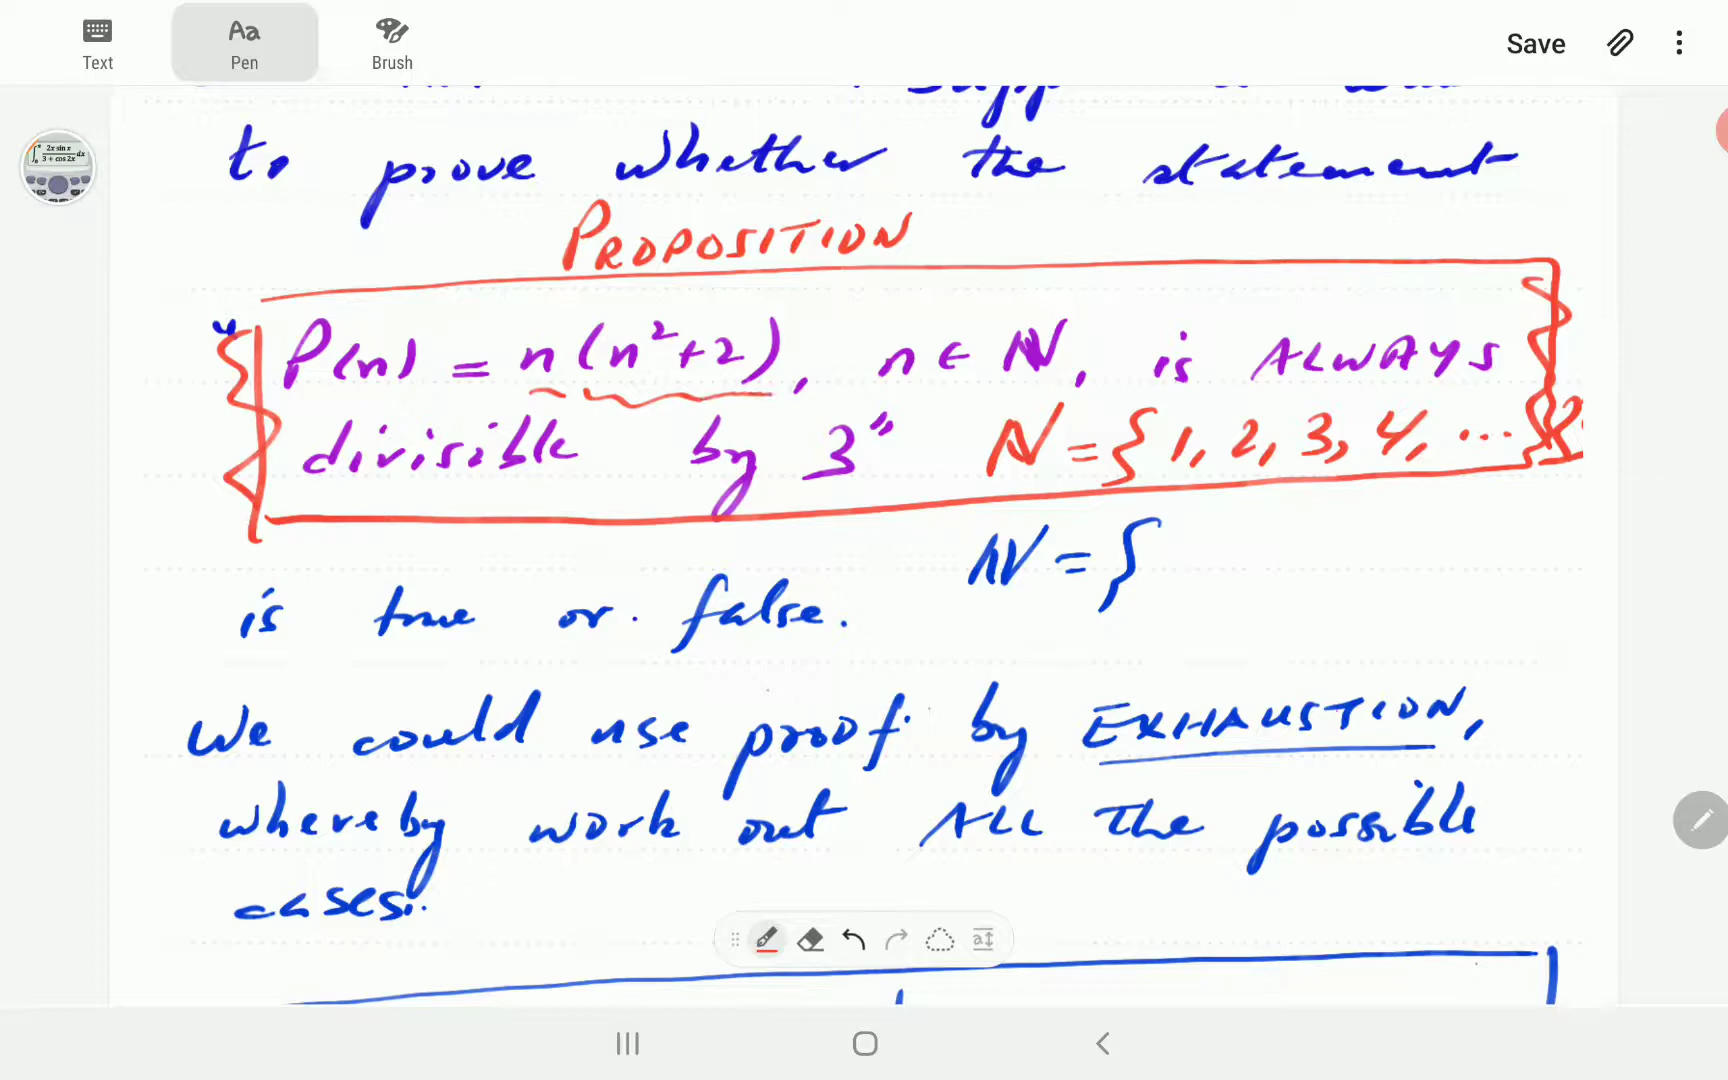 Text
Aa
Pen
Brush
Save
to prove whether the statement
PROPOSITION
"P(n) = n(n²+2), n ∈ ℕ, is ALWAYS
divisible by 3" ℕ = {1, 2, 3, 4, ...}
ℕ = {
is true or false.
We could use proof by EXHAUSTION,
whereby work out ALL the possible
cases.